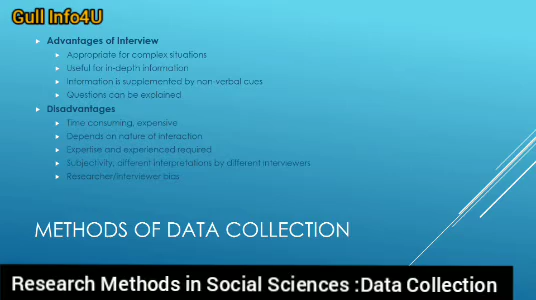 Gull Info4U
Advantages of Interview
Appropriate for complex situations
Useful for in-depth information
Information is supplemented by non-verbal cues
Questions can be explained
Disadvantages
Time consuming, expensive
Depends on nature of interaction
Expertise and experienced required
Subjectivity, different interpretations by different interviewers
Researcher/interviewer bias
METHODS OF DATA COLLECTION
Research Methods in Social Sciences :Data Collection